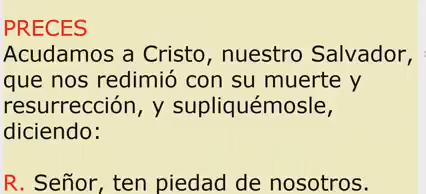 PRECES
Acudamos a Cristo, nuestro Salvador,
que nos redimió con su muerte y
resurrección, y supliquémosle,
diciendo:
R. Señor, ten piedad de nosotros.